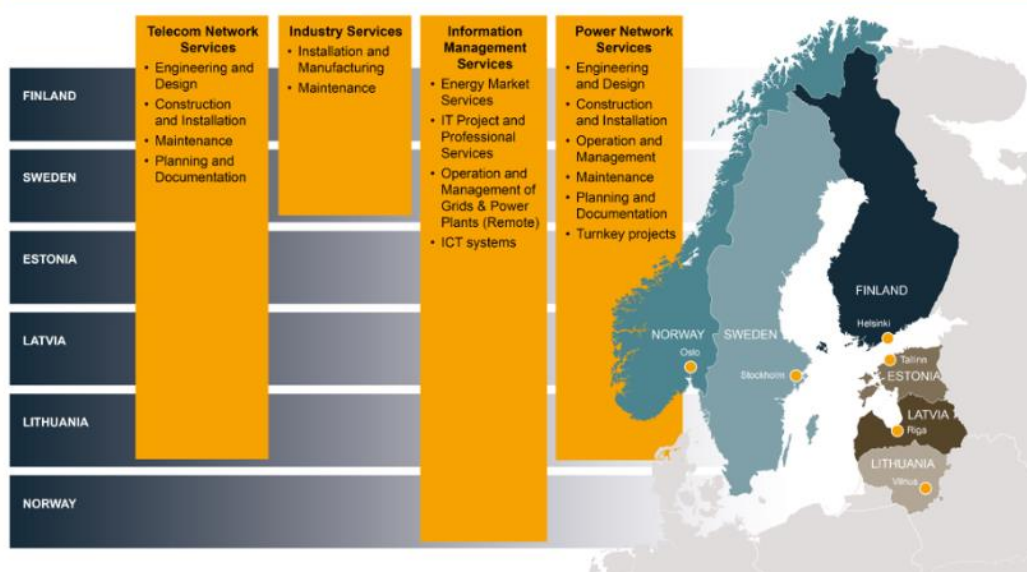 Telecom Network
Services
• Engineering and
Design
• Construction
and Installation
• Maintenance
• Planning and
Documentation
Industry Services
• Installation and
Manufacturing
• Maintenance
Information
Management
Services
• Energy Market
Services
• IT Project and
Professional
Services
• Operation and
Management of
Grids & Power
Plants (Remote)
• ICT systems
Power Network
Services
• Engineering
and Design
• Construction
and Installation
• Operation and
Management
• Maintenance
• Planning and
Documentation
• Turnkey projects
FINLAND
SWEDEN
ESTONIA
LATVIA
LITHUANIA
NORWAY
FINLAND
Helsinki
NORWAY
Oslo
SWEDEN
Stockholm
Tallinn
ESTONIA
LATVIA
Riga
LITHUANIA
Vilnus